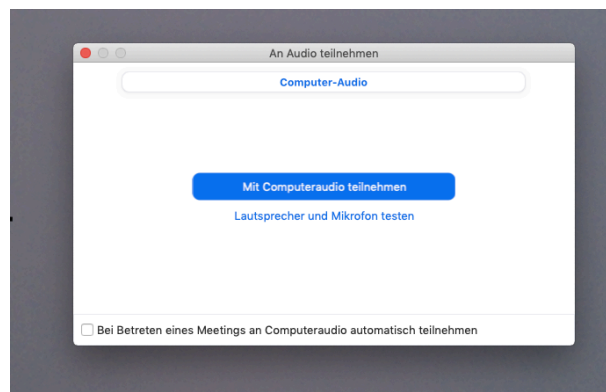 An Audio teilnehmen
Computer-Audio
Mit Computeraudio teilnehmen
Lautsprecher und Mikrofon testen
Bei Betreten eines Meetings an Computeraudio automatisch teilnehmen